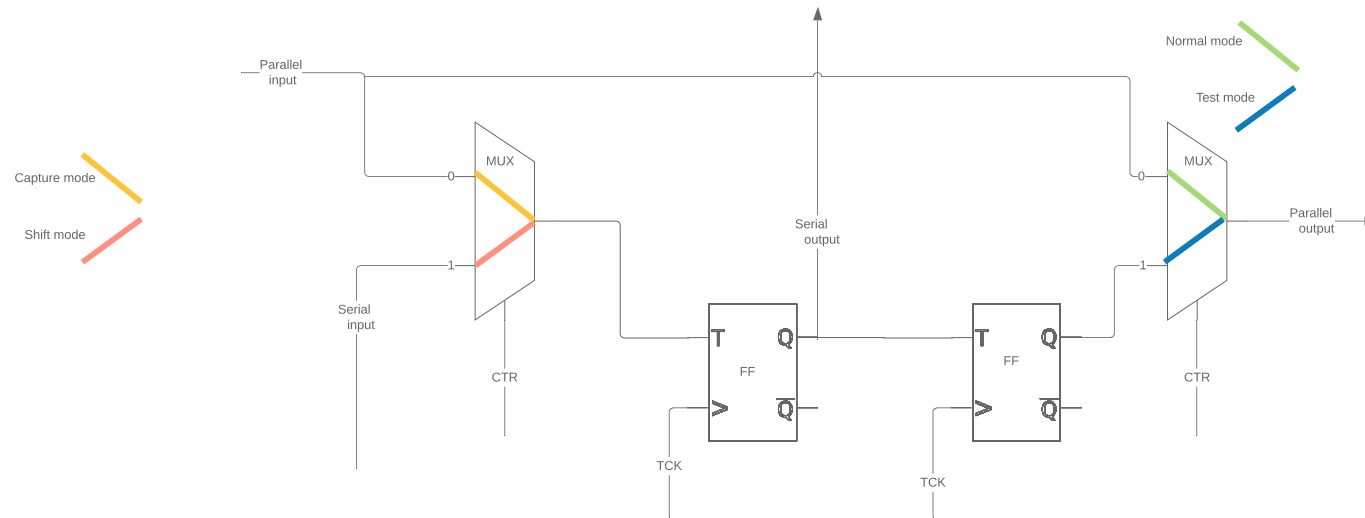 Normal mode
Parallel
input
Test mode
MUX
MUX
Capture mode
0
0
Serial
output
Parallel
output
Shift mode
1
1
Serial
input
T
Q
T
Q
FF
FF
CTR
CTR
>
Q̅
>
Q̅
TCK
TCK